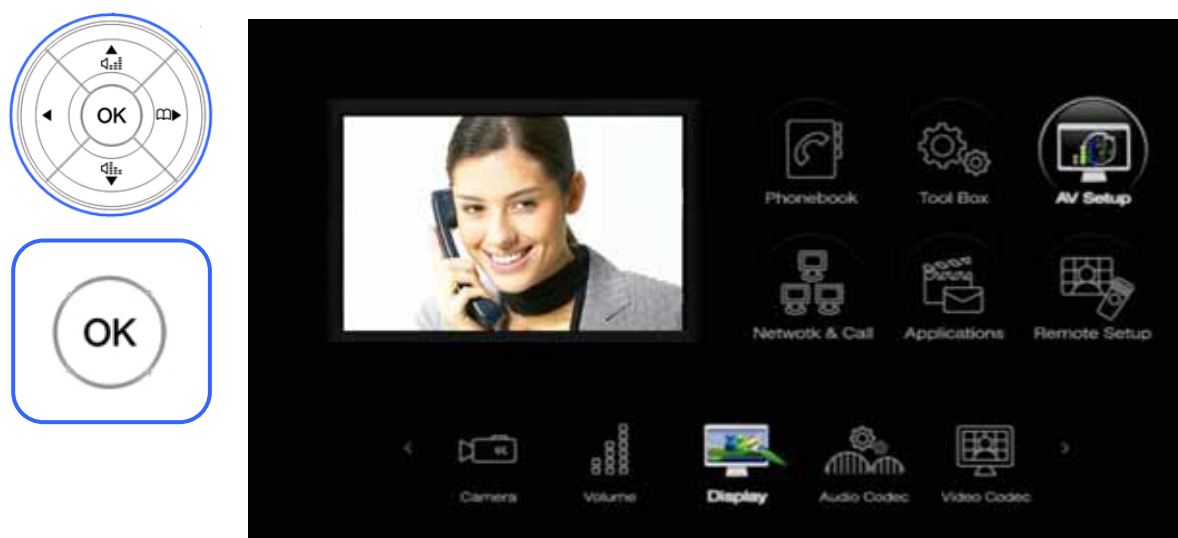 OK
OK
Phonebook
Tool Box
AV Setup
Netwotk & Call
Applications
Remote Setup
Camera
Volume
Display
Audio Codec
Video Codec